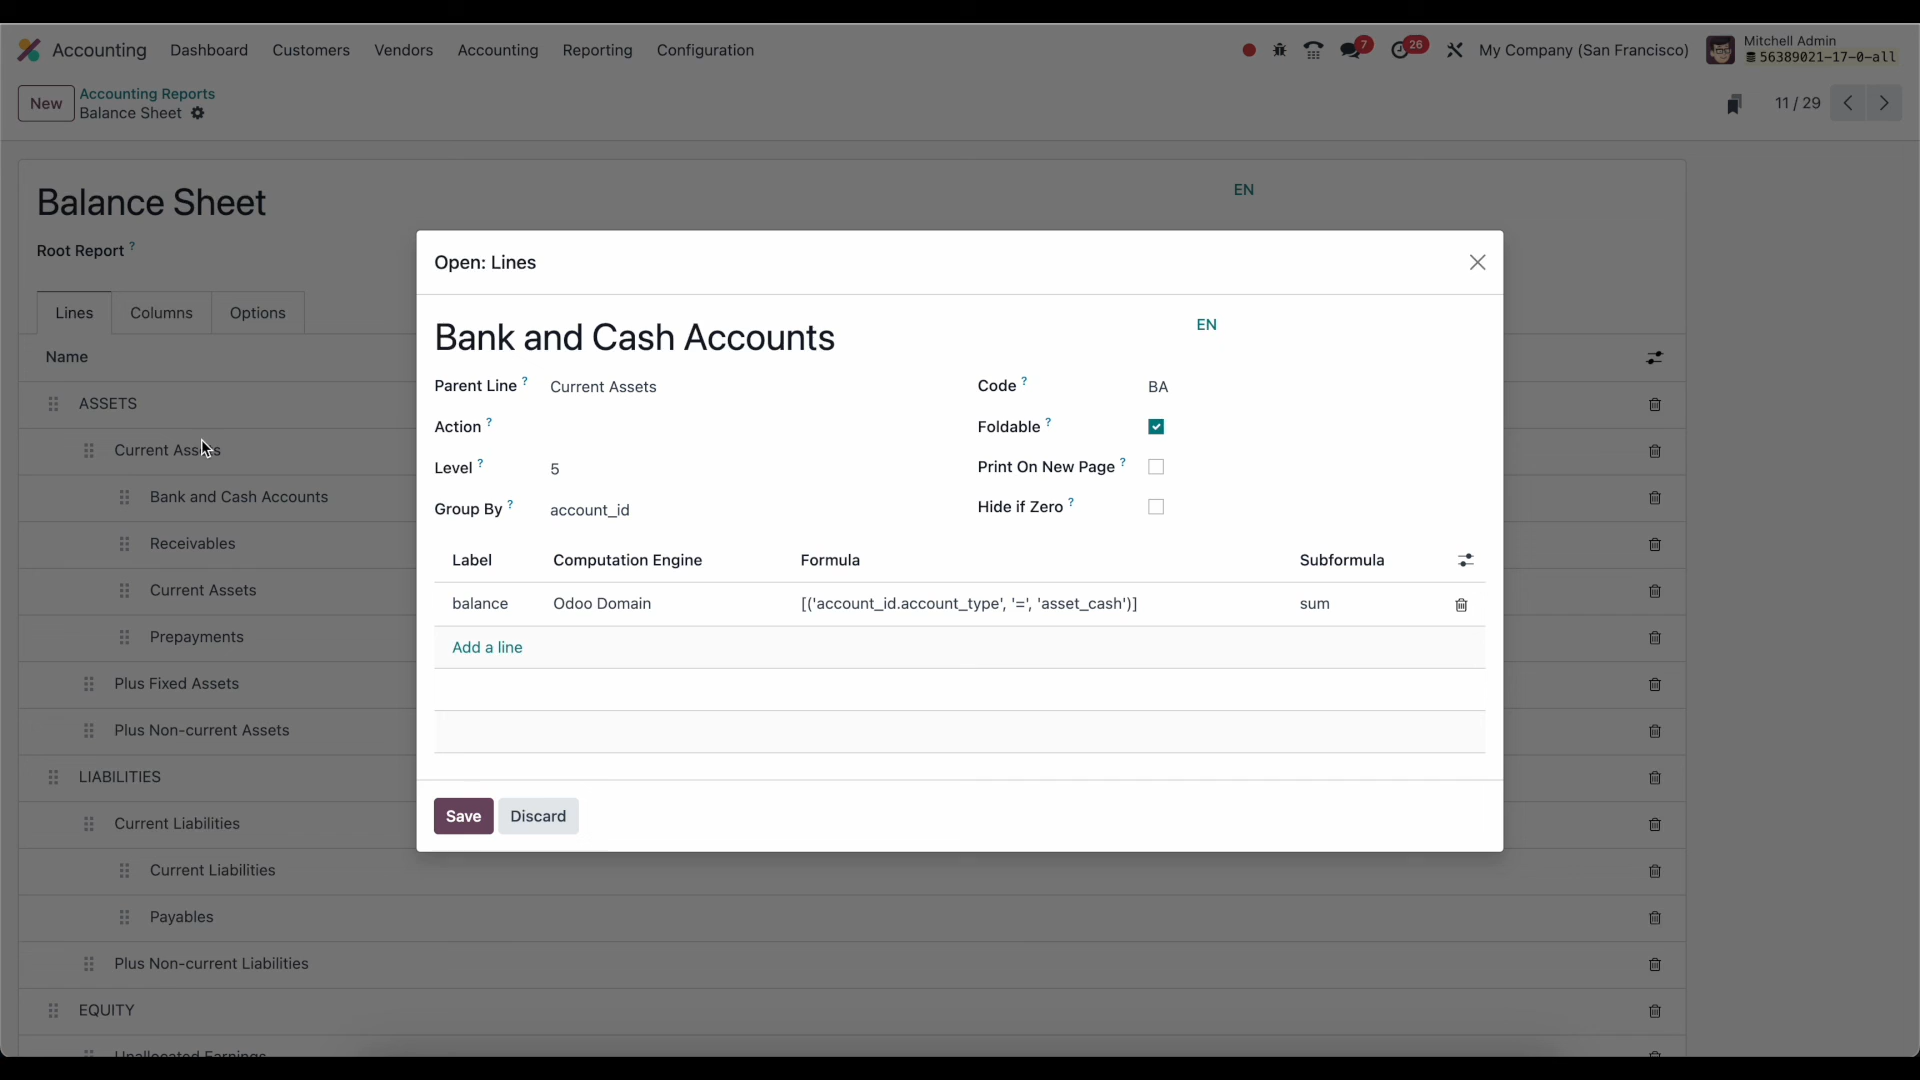 Accounting Dashboard Customers Vendors Accounting Reporting Configuration 7 26 My Company (San Francisco) Mitchell Admin
56389021-17-0-all
New Accounting Reports
Balance Sheet
11 / 29
Balance Sheet
EN
Root Report ?
Lines Columns Options
Name
ASSETS
Current Assets
Bank and Cash Accounts
Receivables
Current Assets
Prepayments
Plus Fixed Assets
Plus Non-current Assets
LIABILITIES
Current Liabilities
Current Liabilities
Payables
Plus Non-current Liabilities
EQUITY
Unallocated Earnings
Open: Lines
Bank and Cash Accounts
EN
Parent Line ? Current Assets Code ? BA
Action ? Foldable ?
Level ? 5 Print On New Page ?
Group By ? account_id Hide if Zero ?
Label Computation Engine Formula Subformula
balance Odoo Domain [('account_id.account_type', '=', 'asset_cash')] sum
Add a line
Save Discard